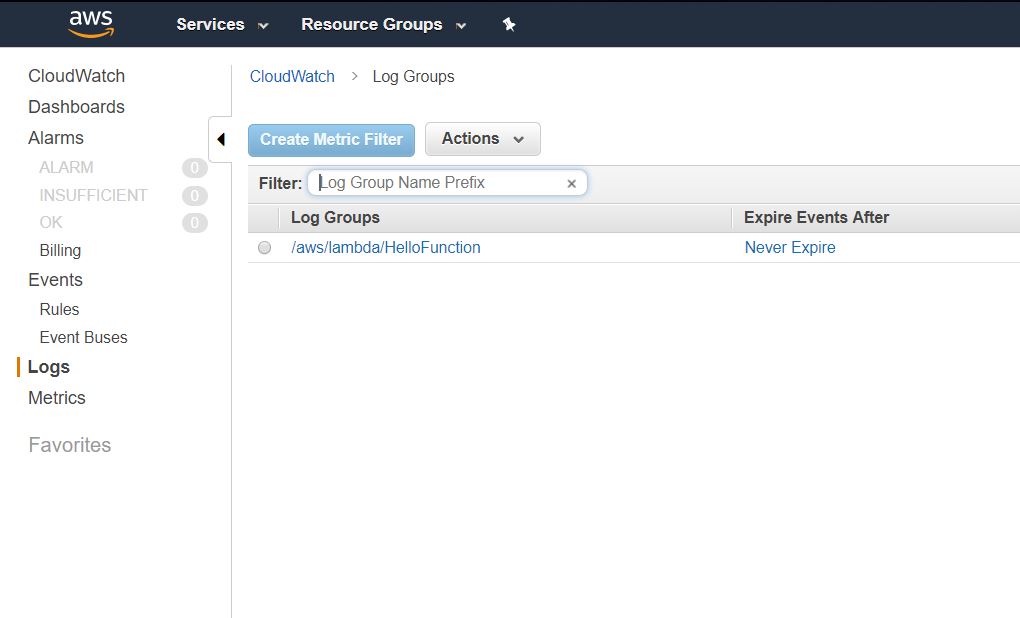 aws Services Resource Groups
CloudWatch
Dashboards
Alarms
ALARM 0
INSUFFICIENT 0
OK 0
Billing
Events
Rules
Event Buses
Logs
Metrics
Favorites
CloudWatch > Log Groups
Create Metric Filter Actions
Filter: Log Group Name Prefix ×
Log Groups Expire Events After
/aws/lambda/HelloFunction Never Expire